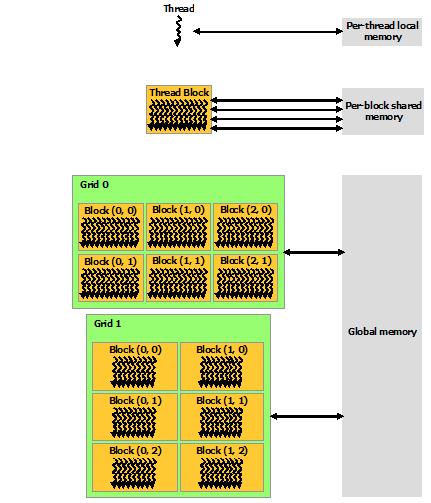 Thread
Per-thread local
memory
Thread Block
Per-block shared
memory
Grid 0
Block (0, 0) Block (1, 0) Block (2, 0)
Block (0, 1) Block (1, 1) Block (2, 1)
Grid 1
Block (0, 0) Block (1, 0)
Block (0, 1) Block (1, 1)
Block (0, 2) Block (1, 2)
Global memory